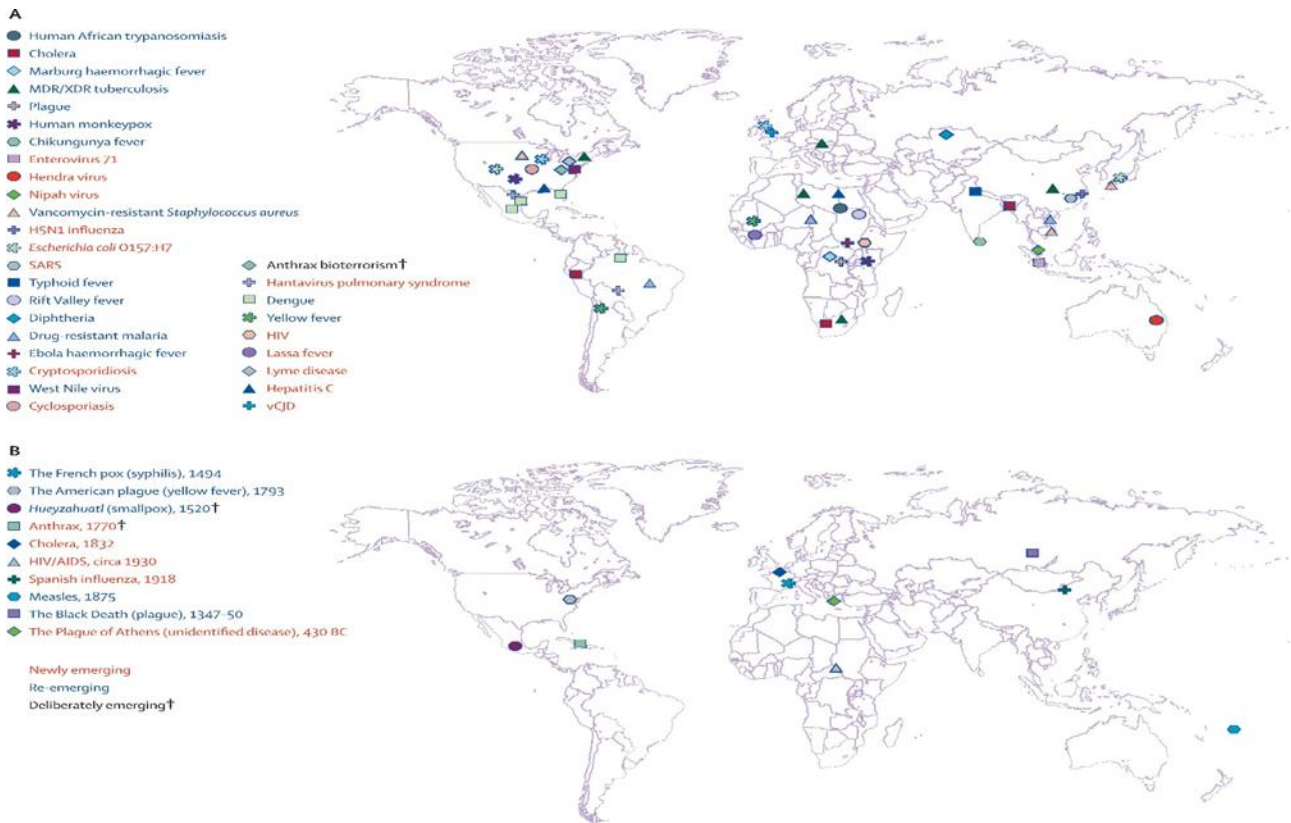 A
Human African trypanosomiasis
Cholera
Marburg haemorrhagic fever
MDR/XDR tuberculosis
Plague
Human monkeypox
Chikungunya fever
Enterovirus 71
Hendra virus
Nipah virus
Vancomycin-resistant Staphylococcus aureus
H5N1 influenza
Escherichia coli O157:H7
SARS
Typhoid fever
Rift Valley fever
Diphtheria
Drug-resistant malaria
Ebola haemorrhagic fever
Cryptosporidiosis
West Nile virus
Cyclosporiasis
Anthrax bioterrorism†
Hantavirus pulmonary syndrome
Dengue
Yellow fever
HIV
Lassa fever
Lyme disease
Hepatitis C
vCJD
B
The French pox (syphilis), 1494
The American plague (yellow fever), 1793
Hueyzahuatl (smallpox), 1520†
Anthrax, 1770†
Cholera, 1832
HIV/AIDS, circa 1930
Spanish influenza, 1918
Measles, 1875
The Black Death (plague), 1347–50
The Plague of Athens (unidentified disease), 430 BC
Newly emerging
Re-emerging
Deliberately emerging†